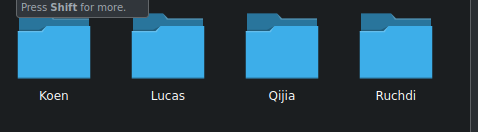 Press Shift for more.
Koen
Lucas
Qijia
Ruchdi